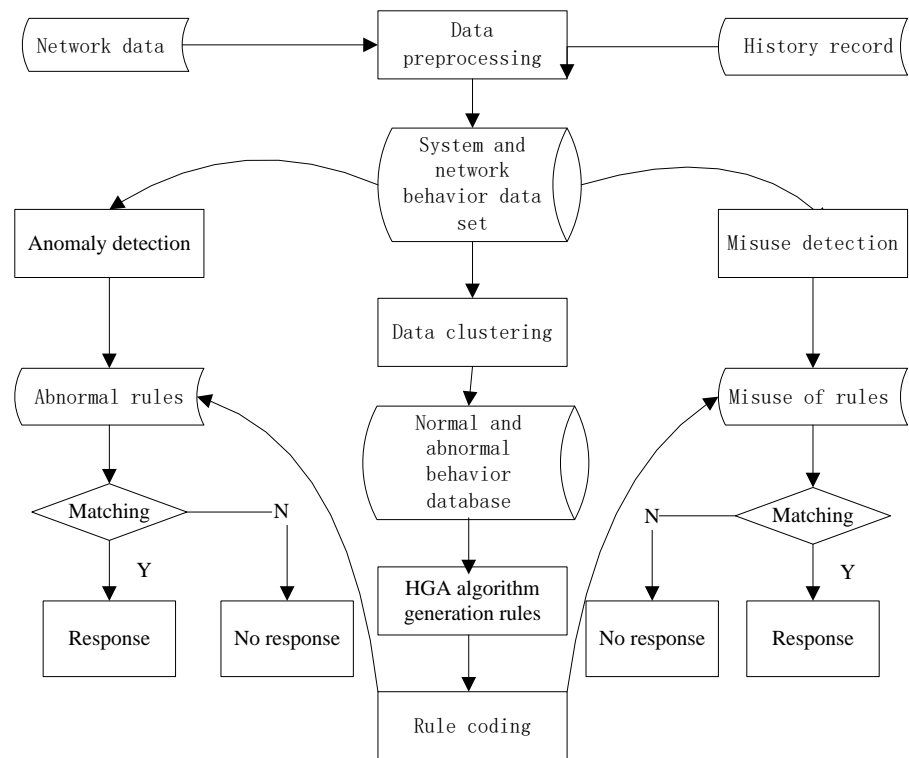 Network data
Data
preprocessing
History record
System and
network
behavior data
set
Anomaly detection
Misuse detection
Data clustering
Abnormal rules
Misuse of rules
Normal and
abnormal
behavior
database
Matching
N
N
Matching
Y
Y
HGA algorithm
generation rules
Response
No response
No response
Response
Rule coding